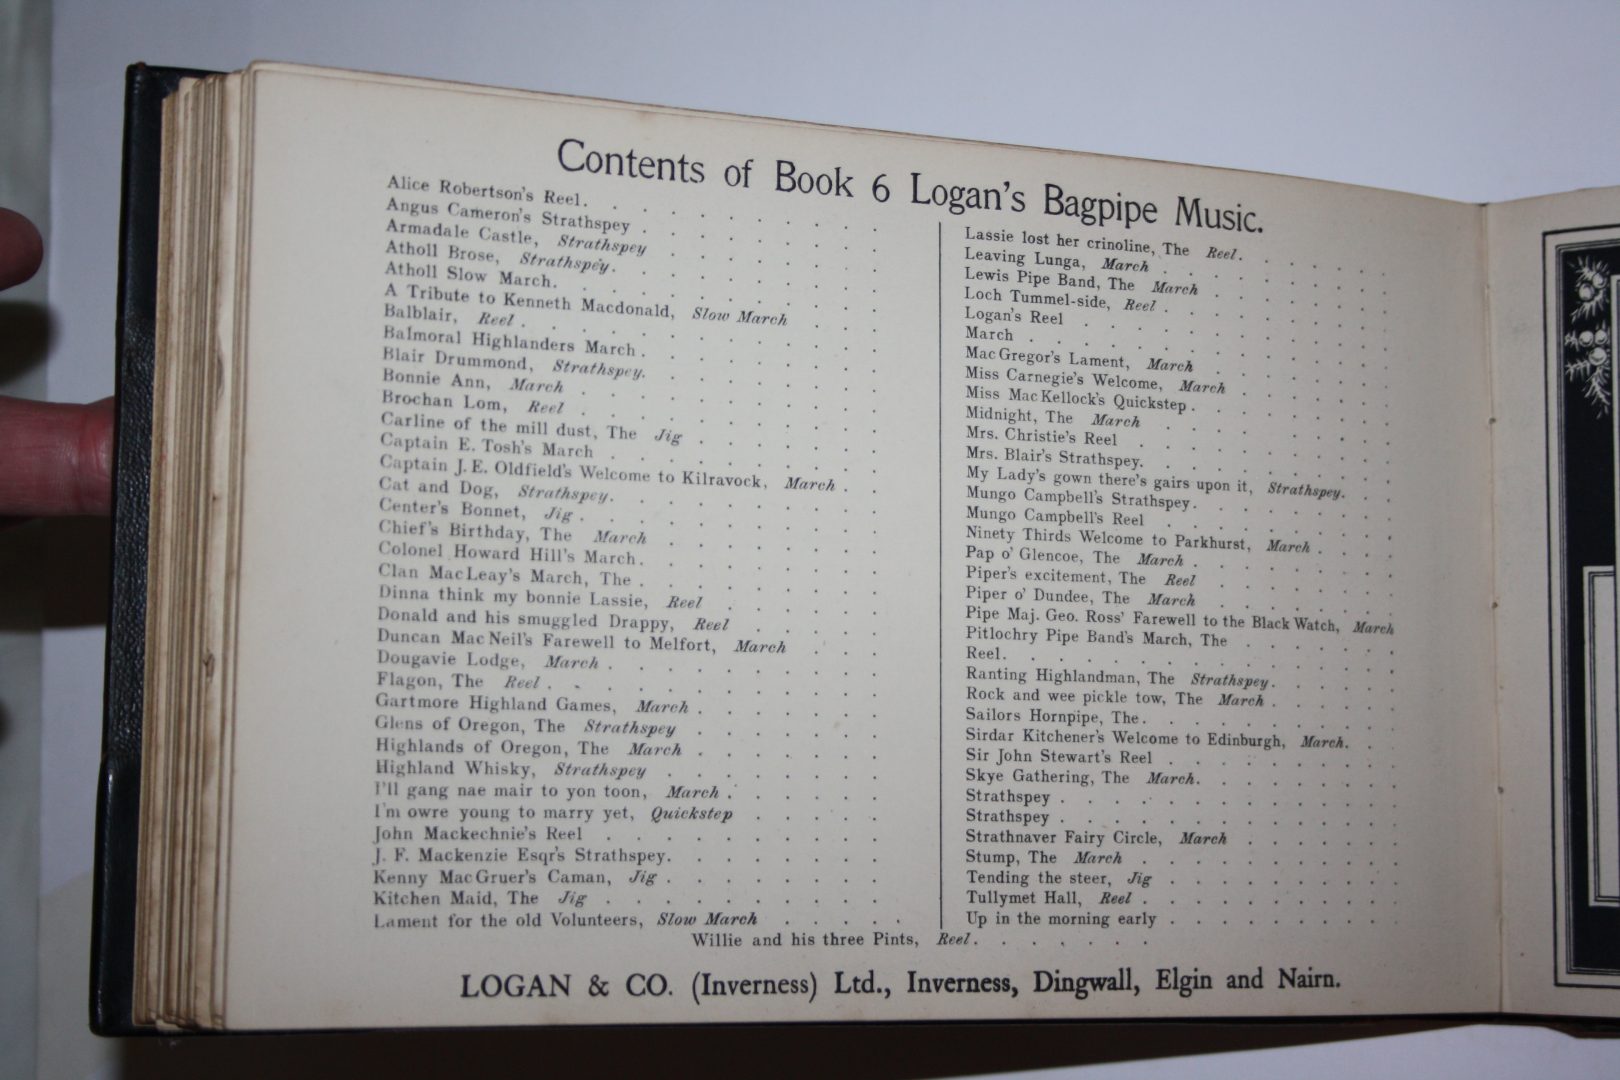 Contents of Book 6 Logan's Bagpipe Music.
Alice Robertson's Reel.
Angus Cameron's Strathspey
Armadale Castle, Strathspey
Atholl Brose, Strathspey.
Atholl Slow March.
A Tribute to Kenneth Macdonald, Slow March
Balblair, Reel.
Balmoral Highlanders March.
Blair Drummond, Strathspey.
Bonnie Ann, March
Brochan Lom, Reel
Carline of the mill dust, The Jig
Captain E. Tosh's March
Captain J. E. Oldfield's Welcome to Kilravock, March
Cat and Dog, Strathspey.
Center's Bonnet, Jig.
Chief's Birthday, The March
Colonel Howard Hill's March.
Clan MacLeay's March, The
Dinna think my bonnie Lassie, Reel
Donald and his smuggled Drappy, Reel
Duncan MacNeil's Farewell to Melfort, March
Dougavie Lodge, March
Flagon, The Reel
Gartmore Highland Games, March
Glens of Oregon, The Strathspey
Highlands of Oregon, The March
Highland Whisky, Strathspey
I'll gang nae mair to yon toon, March
I'm owre young to marry yet, Quickstep
John Mackechnie's Reel
J. F. Mackenzie Esqr's Strathspey.
Kenny MacGruer's Caman, Jig
Kitchen Maid, The Jig
Lament for the old Volunteers, Slow March
Lassie lost her crinoline, The Reel.
Leaving Lunga, March
Lewis Pipe Band, The March
Loch Tummel-side, Reel
Logan's Reel
March
MacGregor's Lament, March
Miss Carnegie's Welcome, March
Miss MacKellock's Quickstep
Midnight, The March
Mrs. Christie's Reel
Mrs. Blair's Strathspey.
My Lady's gown there's gairs upon it, Strathspey.
Mungo Campbell's Strathspey.
Mungo Campbell's Reel
Ninety Thirds Welcome to Parkhurst, March
Pap o' Glencoe, The March
Piper's excitement, The Reel
Piper o' Dundee, The March
Pipe Maj. Geo. Ross' Farewell to the Black Watch, March
Pitlochry Pipe Band's March, The
Reel.
Ranting Highlandman, The Strathspey.
Rock and wee pickle tow, The March
Sailors Hornpipe, The.
Sirdar Kitchener's Welcome to Edinburgh, March.
Sir John Stewart's Reel
Skye Gathering, The March.
Strathspey
Strathspey
Strathnaver Fairy Circle, March
Stump, The March
Tending the steer, Jig
Tullymet Hall, Reel
Up in the morning early
Willie and his three Pints, Reel.
LOGAN & CO. (Inverness) Ltd., Inverness, Dingwall, Elgin and Nairn.